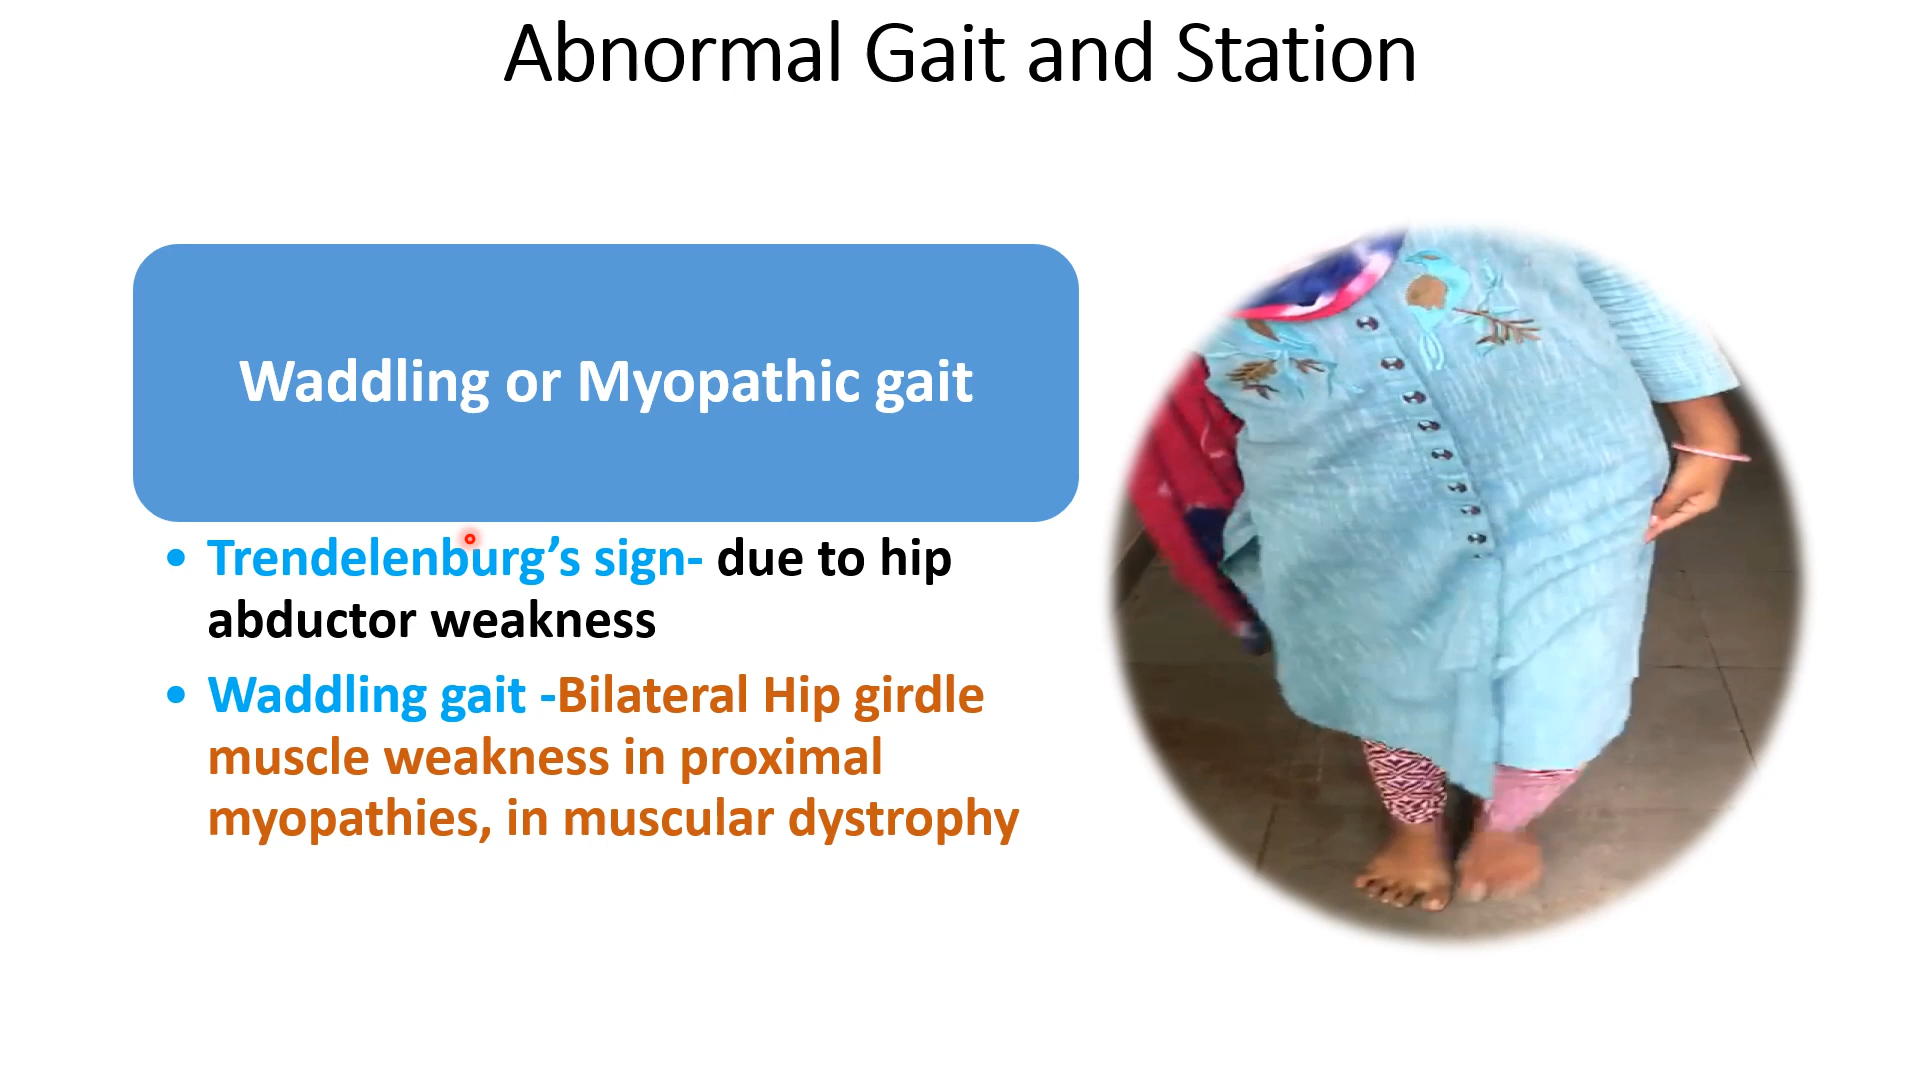 Abnormal Gait and Station
Waddling or Myopathic gait
• Trendelenburg’s sign- due to hip
abductor weakness
• Waddling gait -Bilateral Hip girdle
muscle weakness in proximal
myopathies, in muscular dystrophy